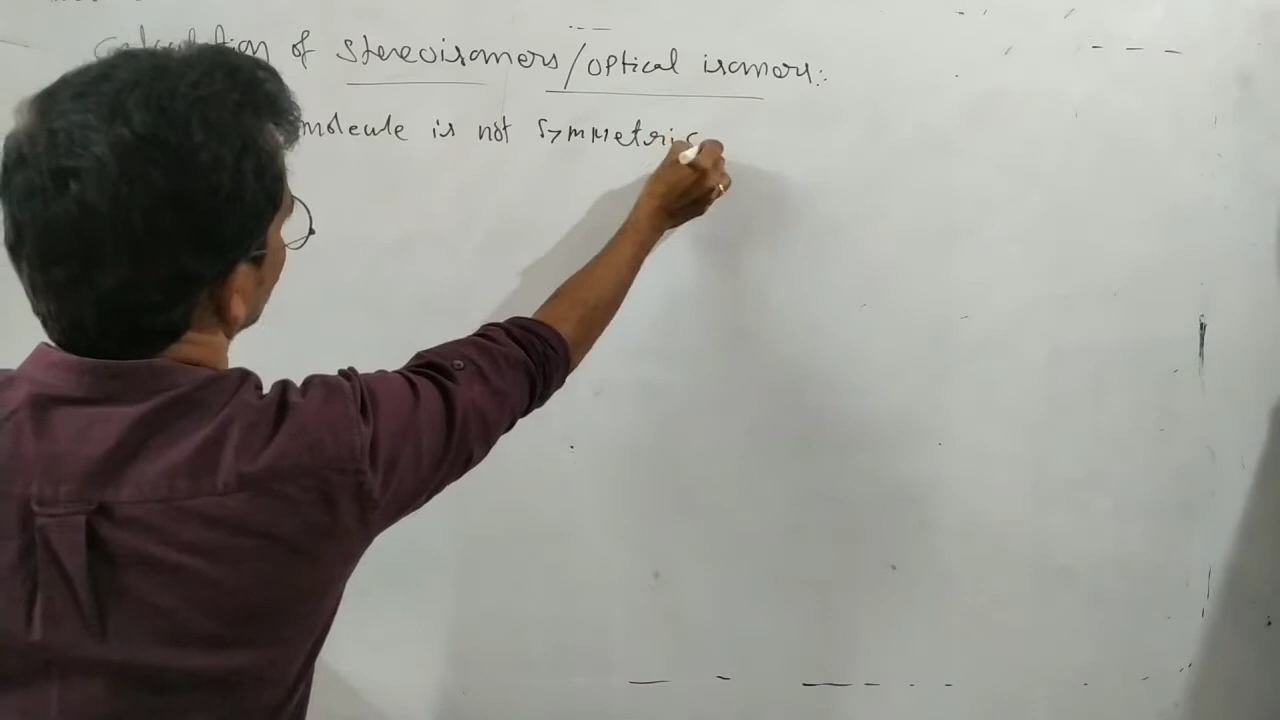 Calculation of stereoisomers/optical isomers:
molecule is not symmetric